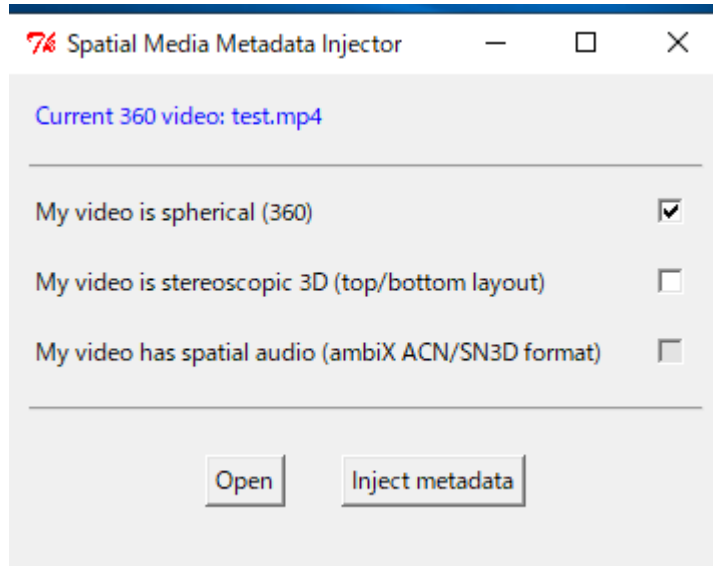 Spatial Media Metadata Injector
Current 360 video: test.mp4
My video is spherical (360)
My video is stereoscopic 3D (top/bottom layout)
My video has spatial audio (ambiX ACN/SN3D format)
Open
Inject metadata